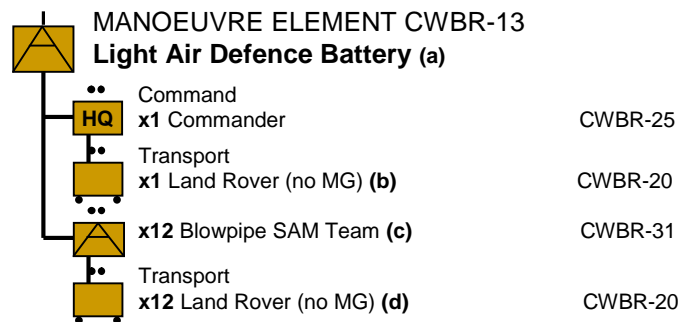 MANOEUVRE ELEMENT CWBR-13
Light Air Defence Battery (a)
Command
HQ x1 Commander CWBR-25
Transport
x1 Land Rover (no MG) (b) CWBR-20
x12 Blowpipe SAM Team (c) CWBR-31
Transport
x12 Land Rover (no MG) (d) CWBR-20